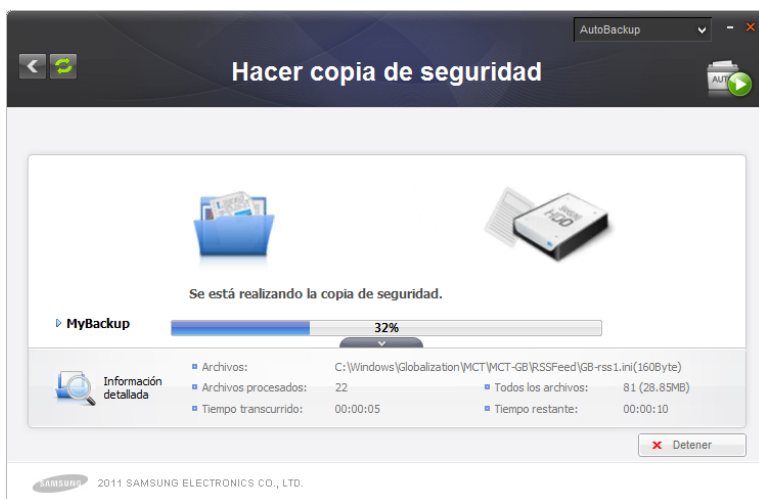 AutoBackup
Hacer copia de seguridad
AUTO
SAMSUNG
HDD
Se está realizando la copia de seguridad.
MyBackup
32%
Información
detallada
Archivos: C:\Windows\Globalization\MCT\MCT-GB\RSSFeed\GB-rss1.ini(160Byte)
Archivos procesados: 22 Todos los archivos: 81 (28.85MB)
Tiempo transcurrido: 00:00:05 Tiempo restante: 00:00:10
Detener
SAMSUNG 2011 SAMSUNG ELECTRONICS CO., LTD.